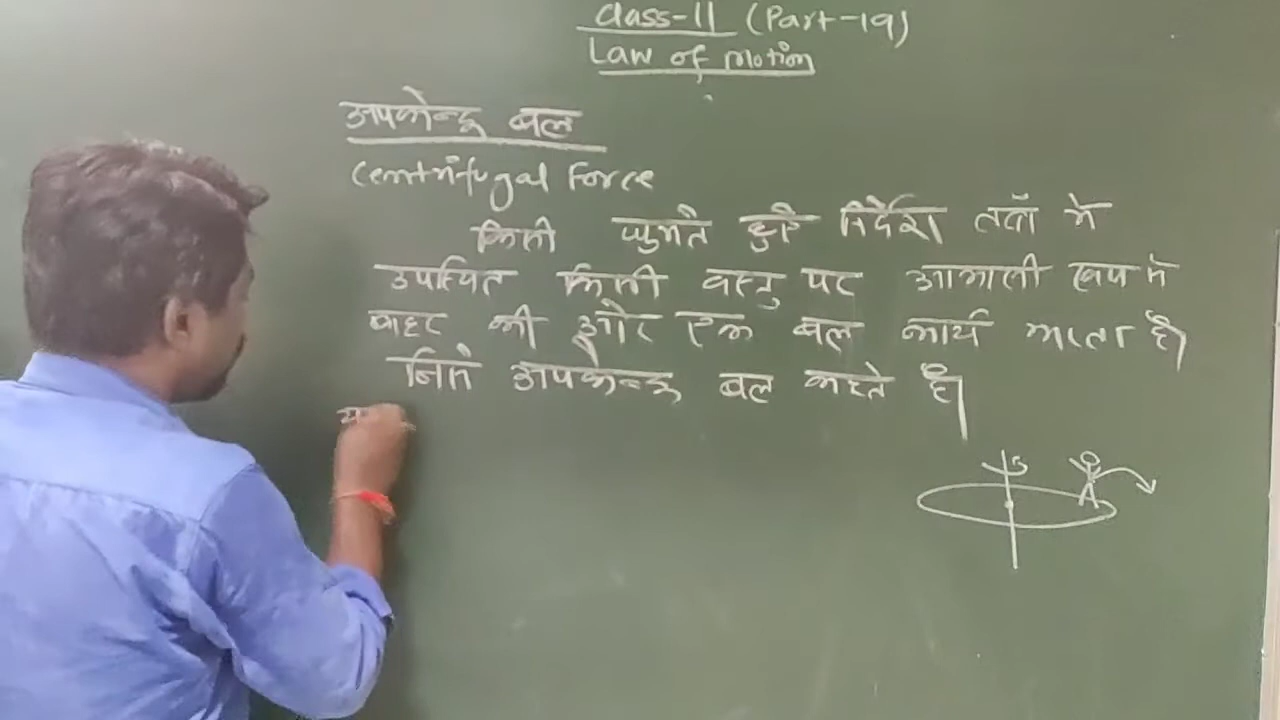 Class-11 (Part-19)
Law of motion
अपकेन्द्र बल
Centrifugal Force
किसी घुमते हुए निर्देश तंत्रों मे
उपस्थित किसी वस्तु पर आभासी रूप मे
बाहर की ओर एक बल कार्य करता है।
जिसे अपकेन्द्र बल कहते है।